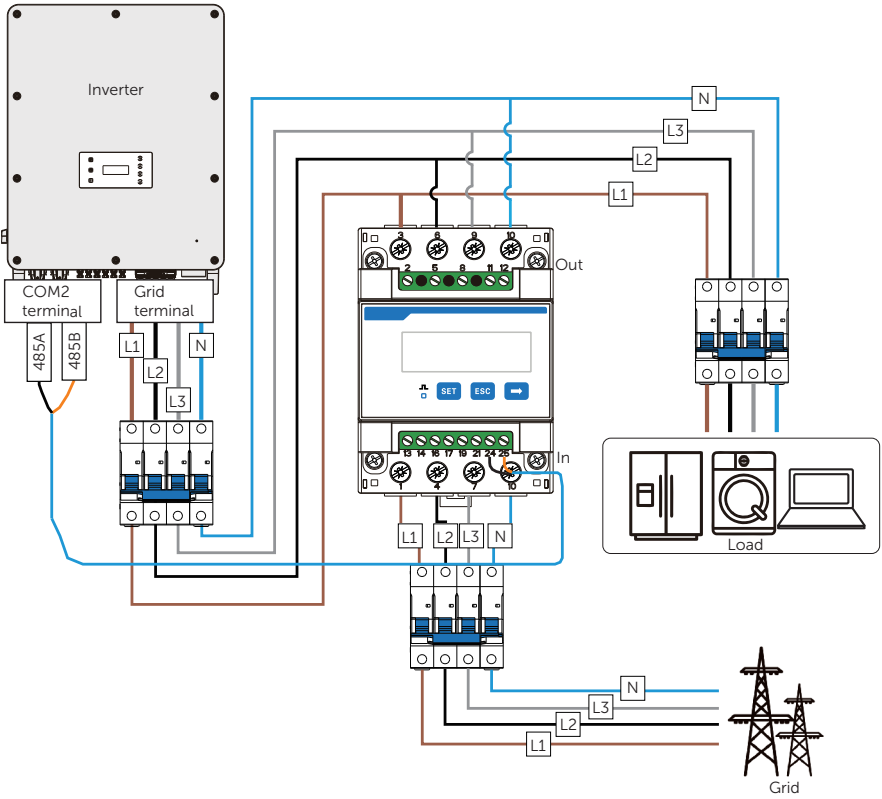 Inverter
N
L3
L2
L1
3
6
9
10
2
5
8
11
12
Out
COM2
terminal
Grid
terminal
485A
485B
L1
L2
L3
N
SET
ESC
13
14
16
17
19
21
24
25
In
1
4
7
10
L1
L2
L3
N
Load
N
L3
L2
L1
Grid